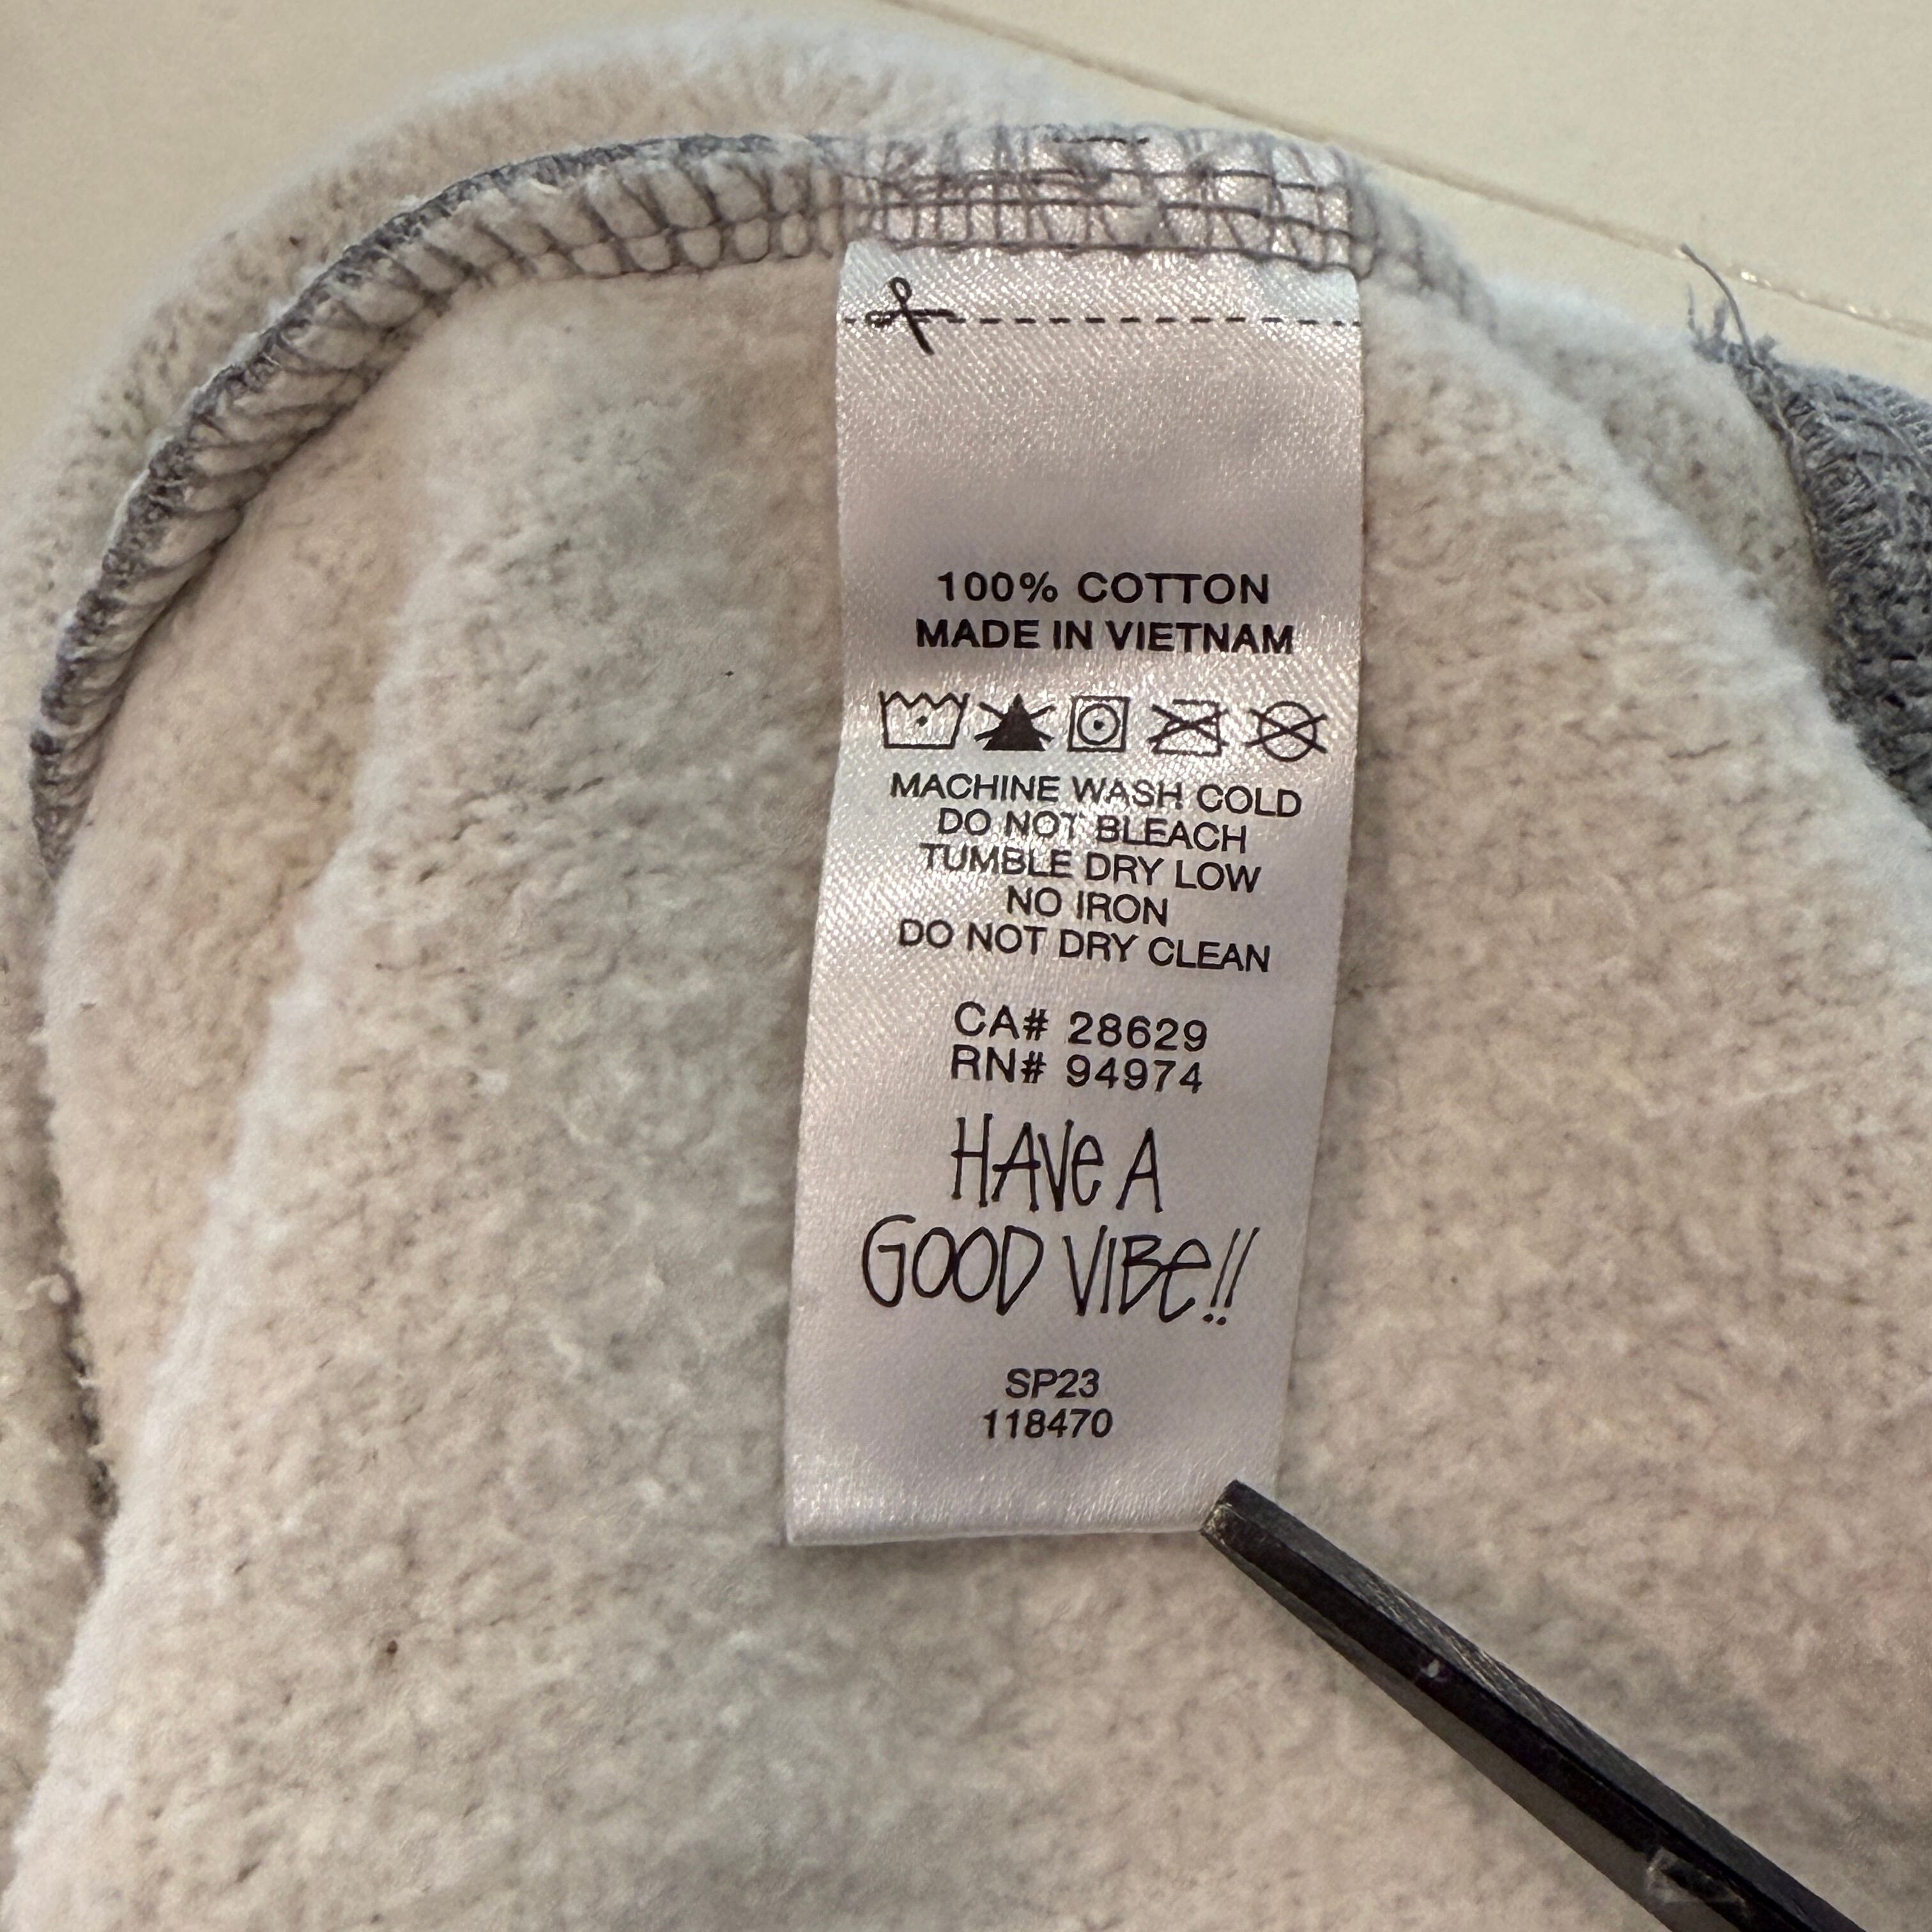 100% COTTON
MADE IN VIETNAM
MACHINE WASH COLD
DO NOT BLEACH
TUMBLE DRY LOW
NO IRON
DO NOT DRY CLEAN
CA# 28629
RN# 94974
HAVe A
GOOD VIBe!!
SP23
118470